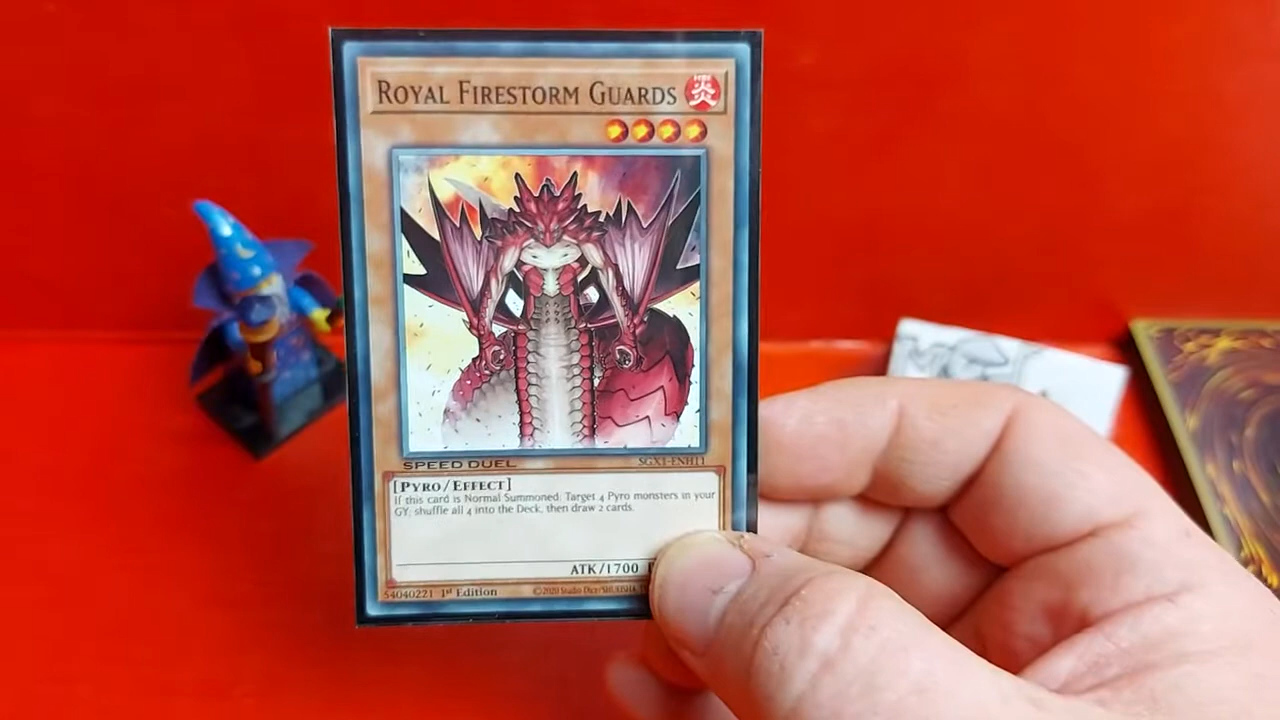 ROYAL FIRESTORM GUARDS
炎
SPEED DUEL SGX1-ENH11
[PYRO/EFFECT]
If this card is Normal Summoned: Target 4 Pyro monsters in your
GY; shuffle all 4 into the Deck, then draw 2 cards.
ATK/1700
54040221 1st Edition ©2020 Studio Dice/SHUEISHA,